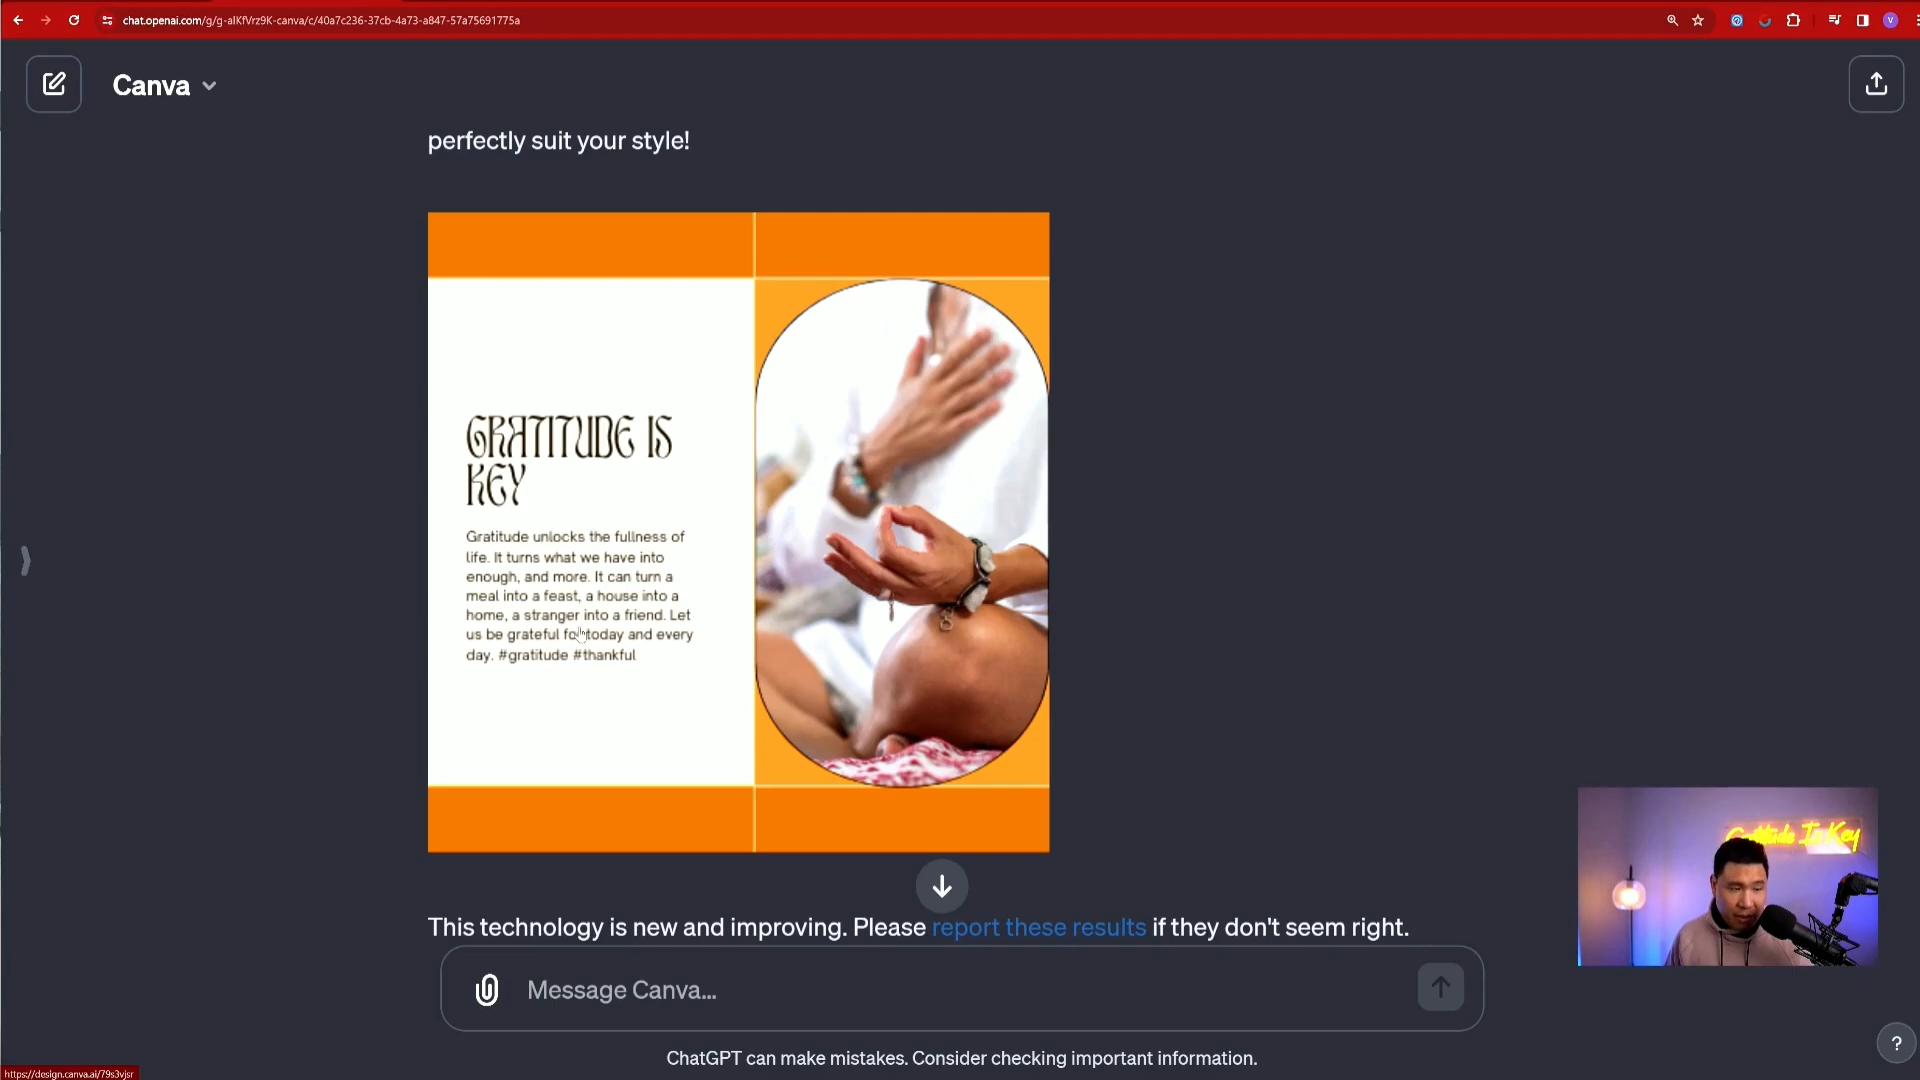 chat.openai.com/g/g-alKfVrz9K-canva/c/40a7c236-37cb-4a73-a847-57a75691775a
Canva
perfectly suit your style!
GRATITUDE IS
KEY
Gratitude unlocks the fullness of
life. It turns what we have into
enough, and more. It can turn a
meal into a feast, a house into a
home, a stranger into a friend. Let
us be grateful for today and every
day. #gratitude #thankful
Gratitude Is Key
This technology is new and improving. Please report these results if they don't seem right.
Message Canva...
ChatGPT can make mistakes. Consider checking important information.
?
https://design.canva.ai/79s3vjsr